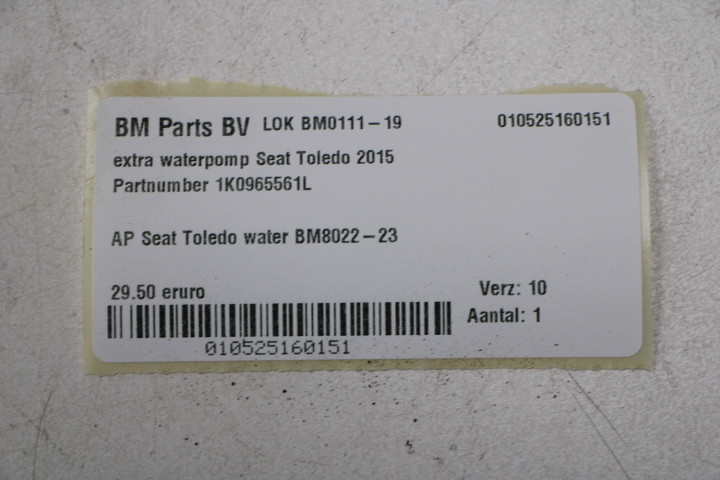 BM Parts BV LOK BM0111-19 010525160151
extra waterpomp Seat Toledo 2015
Partnumber 1K0965561L
AP Seat Toledo water BM8022-23
29.50 eruro Verz: 10
Aantal: 1
010525160151